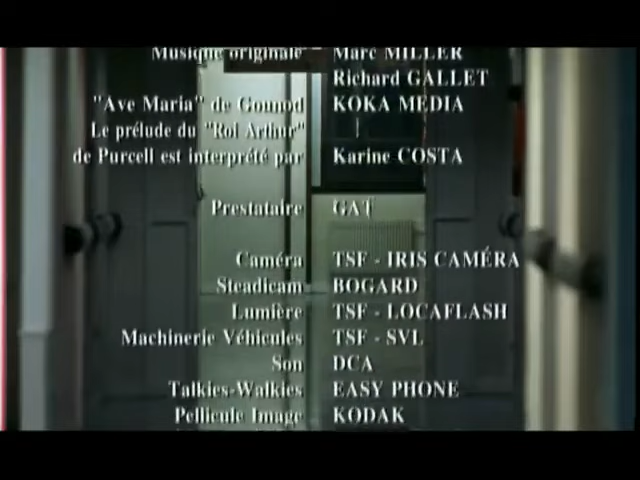 Musique originale Marc MILLER
Richard GALLET
"Ave Maria" de Gounod KOKA MEDIA
Le prélude du "Roi Arthur"
de Purcell est interprété par Karine COSTA
Prestataire GAT
Caméra TSF - IRIS CAMÉRA
Steadicam BOGARD
Lumière TSF - LOCAFLASH
Machinerie Véhicules TSF - SVL
Son DCA
Talkies-Walkies EASY PHONE
Pellicule Image KODAK